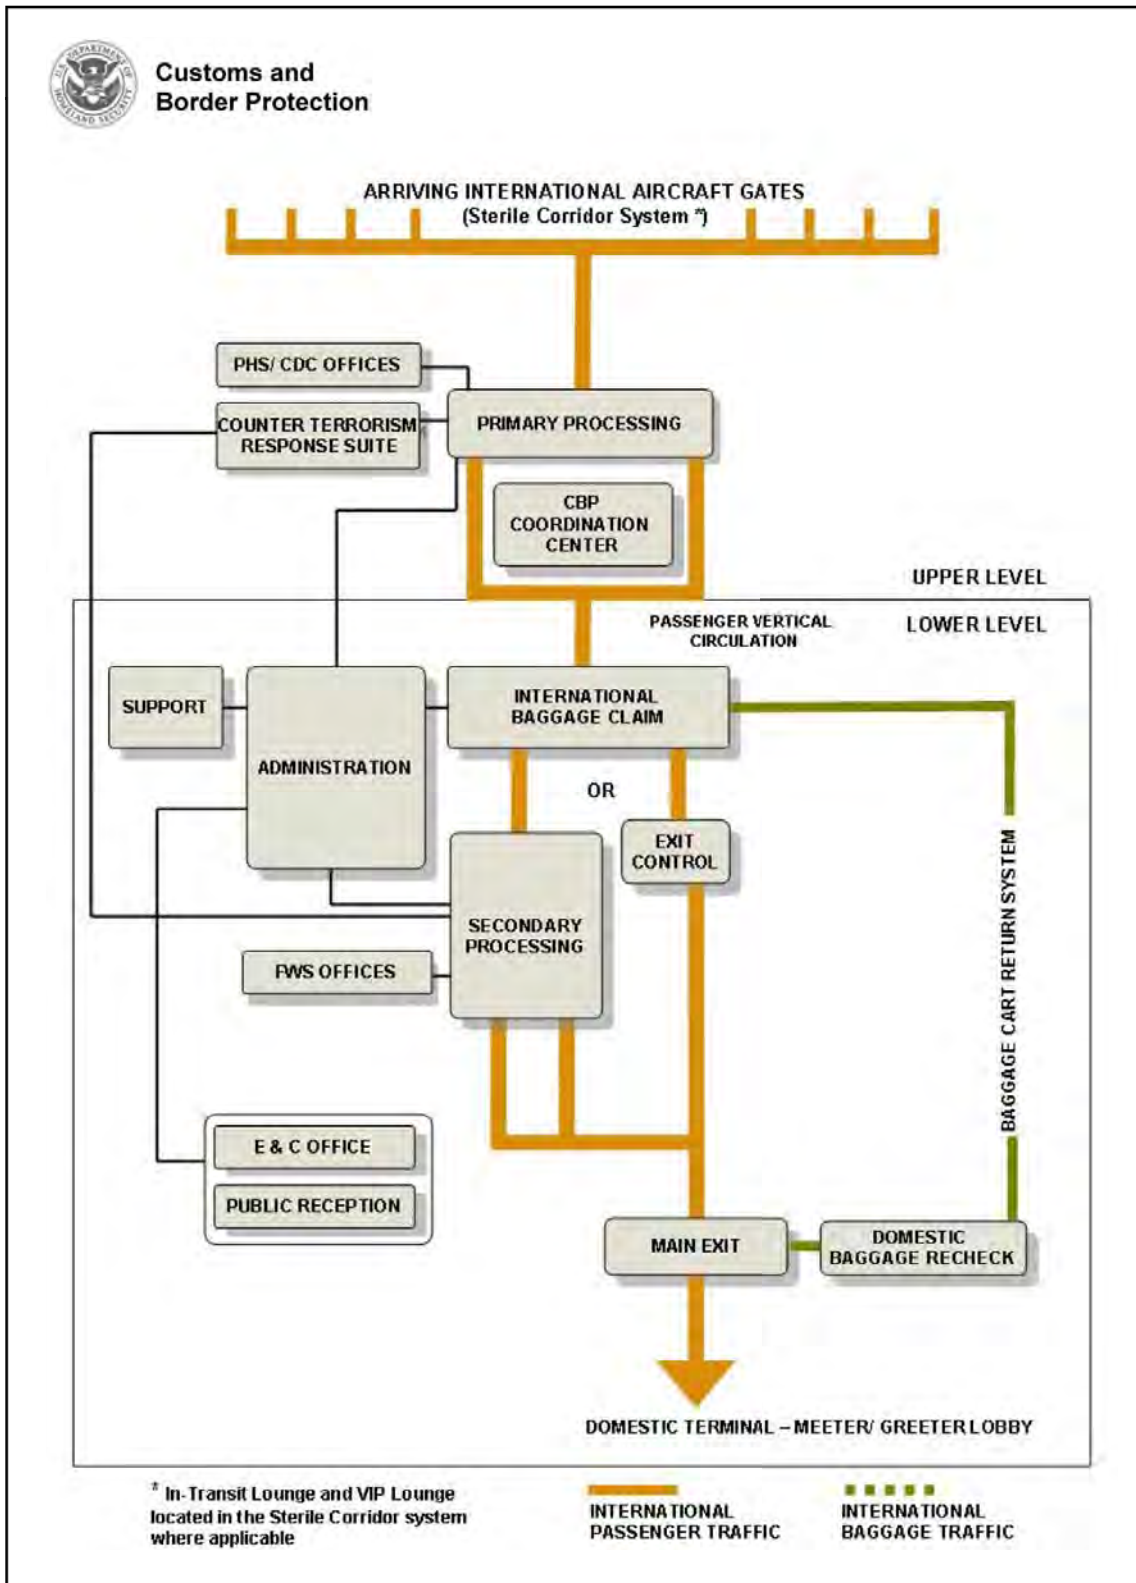 U.S. DEPARTMENT OF
HOMELAND SECURITY
Customs and
Border Protection
ARRIVING INTERNATIONAL AIRCRAFT GATES
(Sterile Corridor System *)
PHS/ CDC OFFICES
COUNTER TERRORISM
RESPONSE SUITE
PRIMARY PROCESSING
CBP
COORDINATION
CENTER
UPPER LEVEL
LOWER LEVEL
PASSENGER VERTICAL
CIRCULATION
SUPPORT
ADMINISTRATION
INTERNATIONAL
BAGGAGE CLAIM
OR
EXIT
CONTROL
SECONDARY
PROCESSING
FWS OFFICES
BAGGAGE CART RETURN SYSTEM
E & C OFFICE
PUBLIC RECEPTION
MAIN EXIT
DOMESTIC
BAGGAGE RECHECK
DOMESTIC TERMINAL – MEETER/ GREETER LOBBY
* In-Transit Lounge and VIP Lounge
located in the Sterile Corridor system
where applicable
INTERNATIONAL
PASSENGER TRAFFIC
INTERNATIONAL
BAGGAGE TRAFFIC